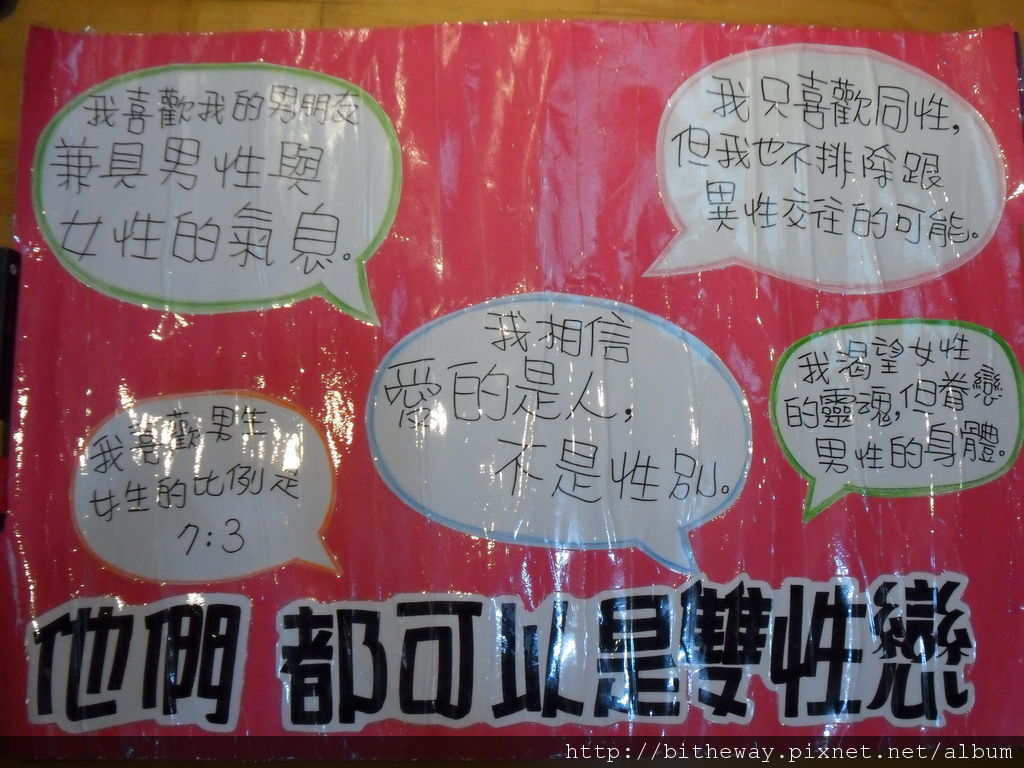 我喜歡我的男朋友
兼具男性與
女性的氣息。
我只喜歡同性,
但我也不排除跟
異性交往的可能。
我相信
愛的是人,
不是性別。
我渴望女性
的靈魂,但眷戀
男性的身體。
我喜歡男生
女生的比例是
7:3
他們 都可以是雙性戀
http://bitheway.pixnet.net/album